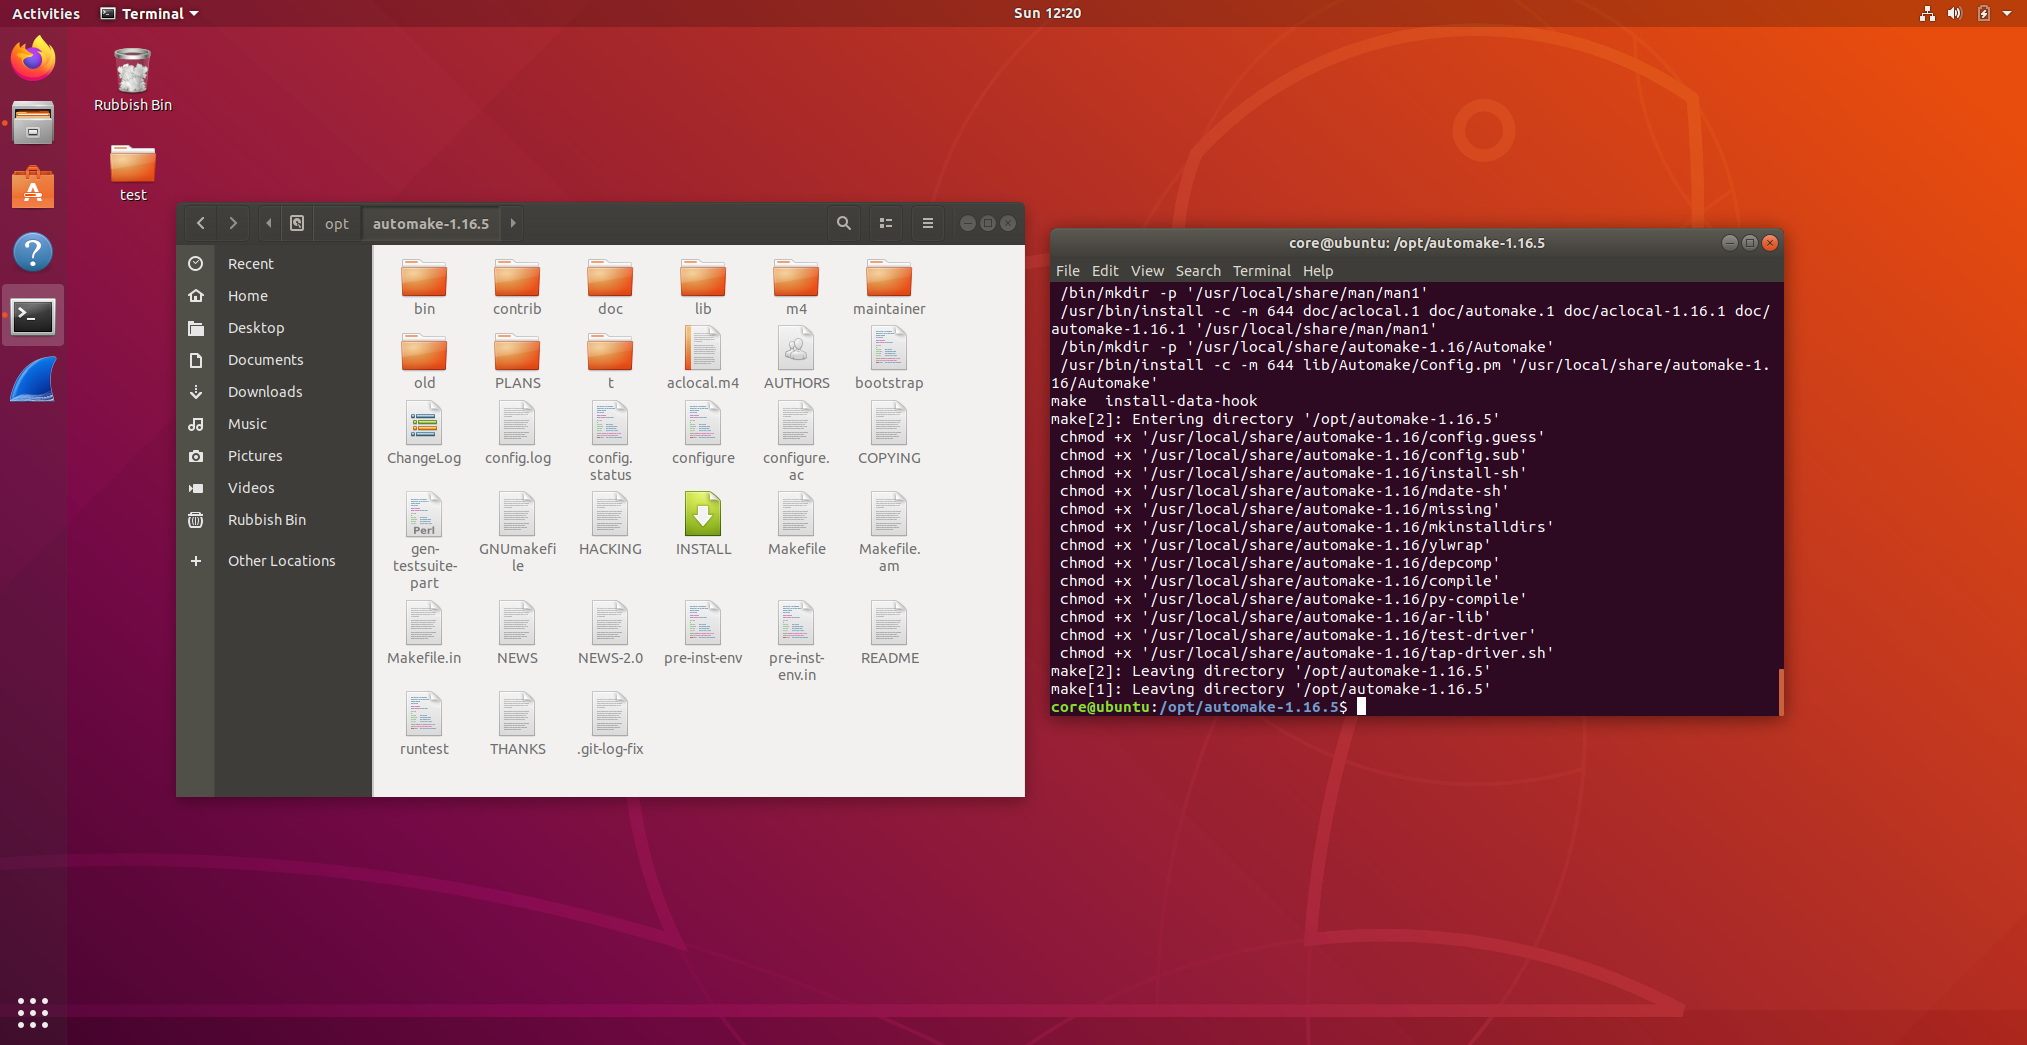 Activities
Terminal
Sun 12:20
Rubbish Bin
test
opt
automake-1.16.5
Recent
Home
Desktop
Documents
Downloads
Music
Pictures
Videos
Rubbish Bin
Other Locations
bin
contrib
doc
lib
m4
maintainer
old
PLANS
t
aclocal.m4
AUTHORS
bootstrap
ChangeLog
config.log
config.
status
configure
configure.
ac
COPYING
Perl
gen-
testsuite-
part
GNUmakefi
le
HACKING
INSTALL
Makefile
Makefile.
am
Makefile.in
NEWS
NEWS-2.0
pre-inst-env
pre-inst-
env.in
README
runtest
THANKS
.git-log-fix
core@ubuntu: /opt/automake-1.16.5
File Edit View Search Terminal Help
/bin/mkdir -p '/usr/local/share/man/man1'
/usr/bin/install -c -m 644 doc/aclocal.1 doc/automake.1 doc/aclocal-1.16.1 doc/
automake-1.16.1 '/usr/local/share/man/man1'
/bin/mkdir -p '/usr/local/share/automake-1.16/Automake'
/usr/bin/install -c -m 644 lib/Automake/Config.pm '/usr/local/share/automake-1.
16/Automake'
make  install-data-hook
make[2]: Entering directory '/opt/automake-1.16.5'
chmod +x '/usr/local/share/automake-1.16/config.guess'
chmod +x '/usr/local/share/automake-1.16/config.sub'
chmod +x '/usr/local/share/automake-1.16/install-sh'
chmod +x '/usr/local/share/automake-1.16/mdate-sh'
chmod +x '/usr/local/share/automake-1.16/missing'
chmod +x '/usr/local/share/automake-1.16/mkinstalldirs'
chmod +x '/usr/local/share/automake-1.16/ylwrap'
chmod +x '/usr/local/share/automake-1.16/depcomp'
chmod +x '/usr/local/share/automake-1.16/compile'
chmod +x '/usr/local/share/automake-1.16/py-compile'
chmod +x '/usr/local/share/automake-1.16/ar-lib'
chmod +x '/usr/local/share/automake-1.16/test-driver'
chmod +x '/usr/local/share/automake-1.16/tap-driver.sh'
make[2]: Leaving directory '/opt/automake-1.16.5'
make[1]: Leaving directory '/opt/automake-1.16.5'
core@ubuntu:/opt/automake-1.16.5$